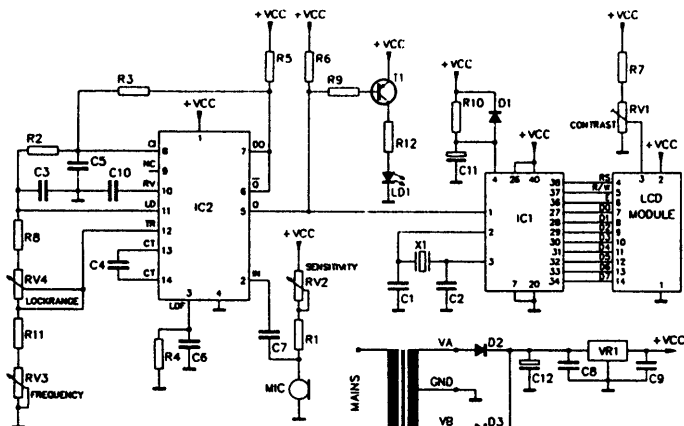 +VCC
+VCC
+VCC
+VCC
R5
R6
T1
R7
R3
+VCC
R9
+VCC
R10
D1
RV1
CONTRAST
R2
CI
8
1
7
DO
R12
+VCC
3
2
C5
NC
9
6
Q
C11
4
26
40
C3
C10
RV
10
IC2
LD1
38
RS
4
LCD
MODULE
LD
11
5
Q
37
R/W
5
36
E
6
TR
12
1
IC1
27
D0
7
28
D1
8
R8
CT
13
+VCC
2
29
D2
9
30
D3
10
RV4
C4
X1
31
D4
11
LOCKRANGE
CT
14
2
IN
SENSITIVITY
RV2
3
32
D5
12
33
D6
13
34
D7
14
3
4
C1
C2
7
20
1
LDF
R11
R4
C6
C7
R1
VA
D2
VR1
+VCC
RV3
FREQUENCY
MIC
MAINS
GND
C12
C8
C9
VB
D3